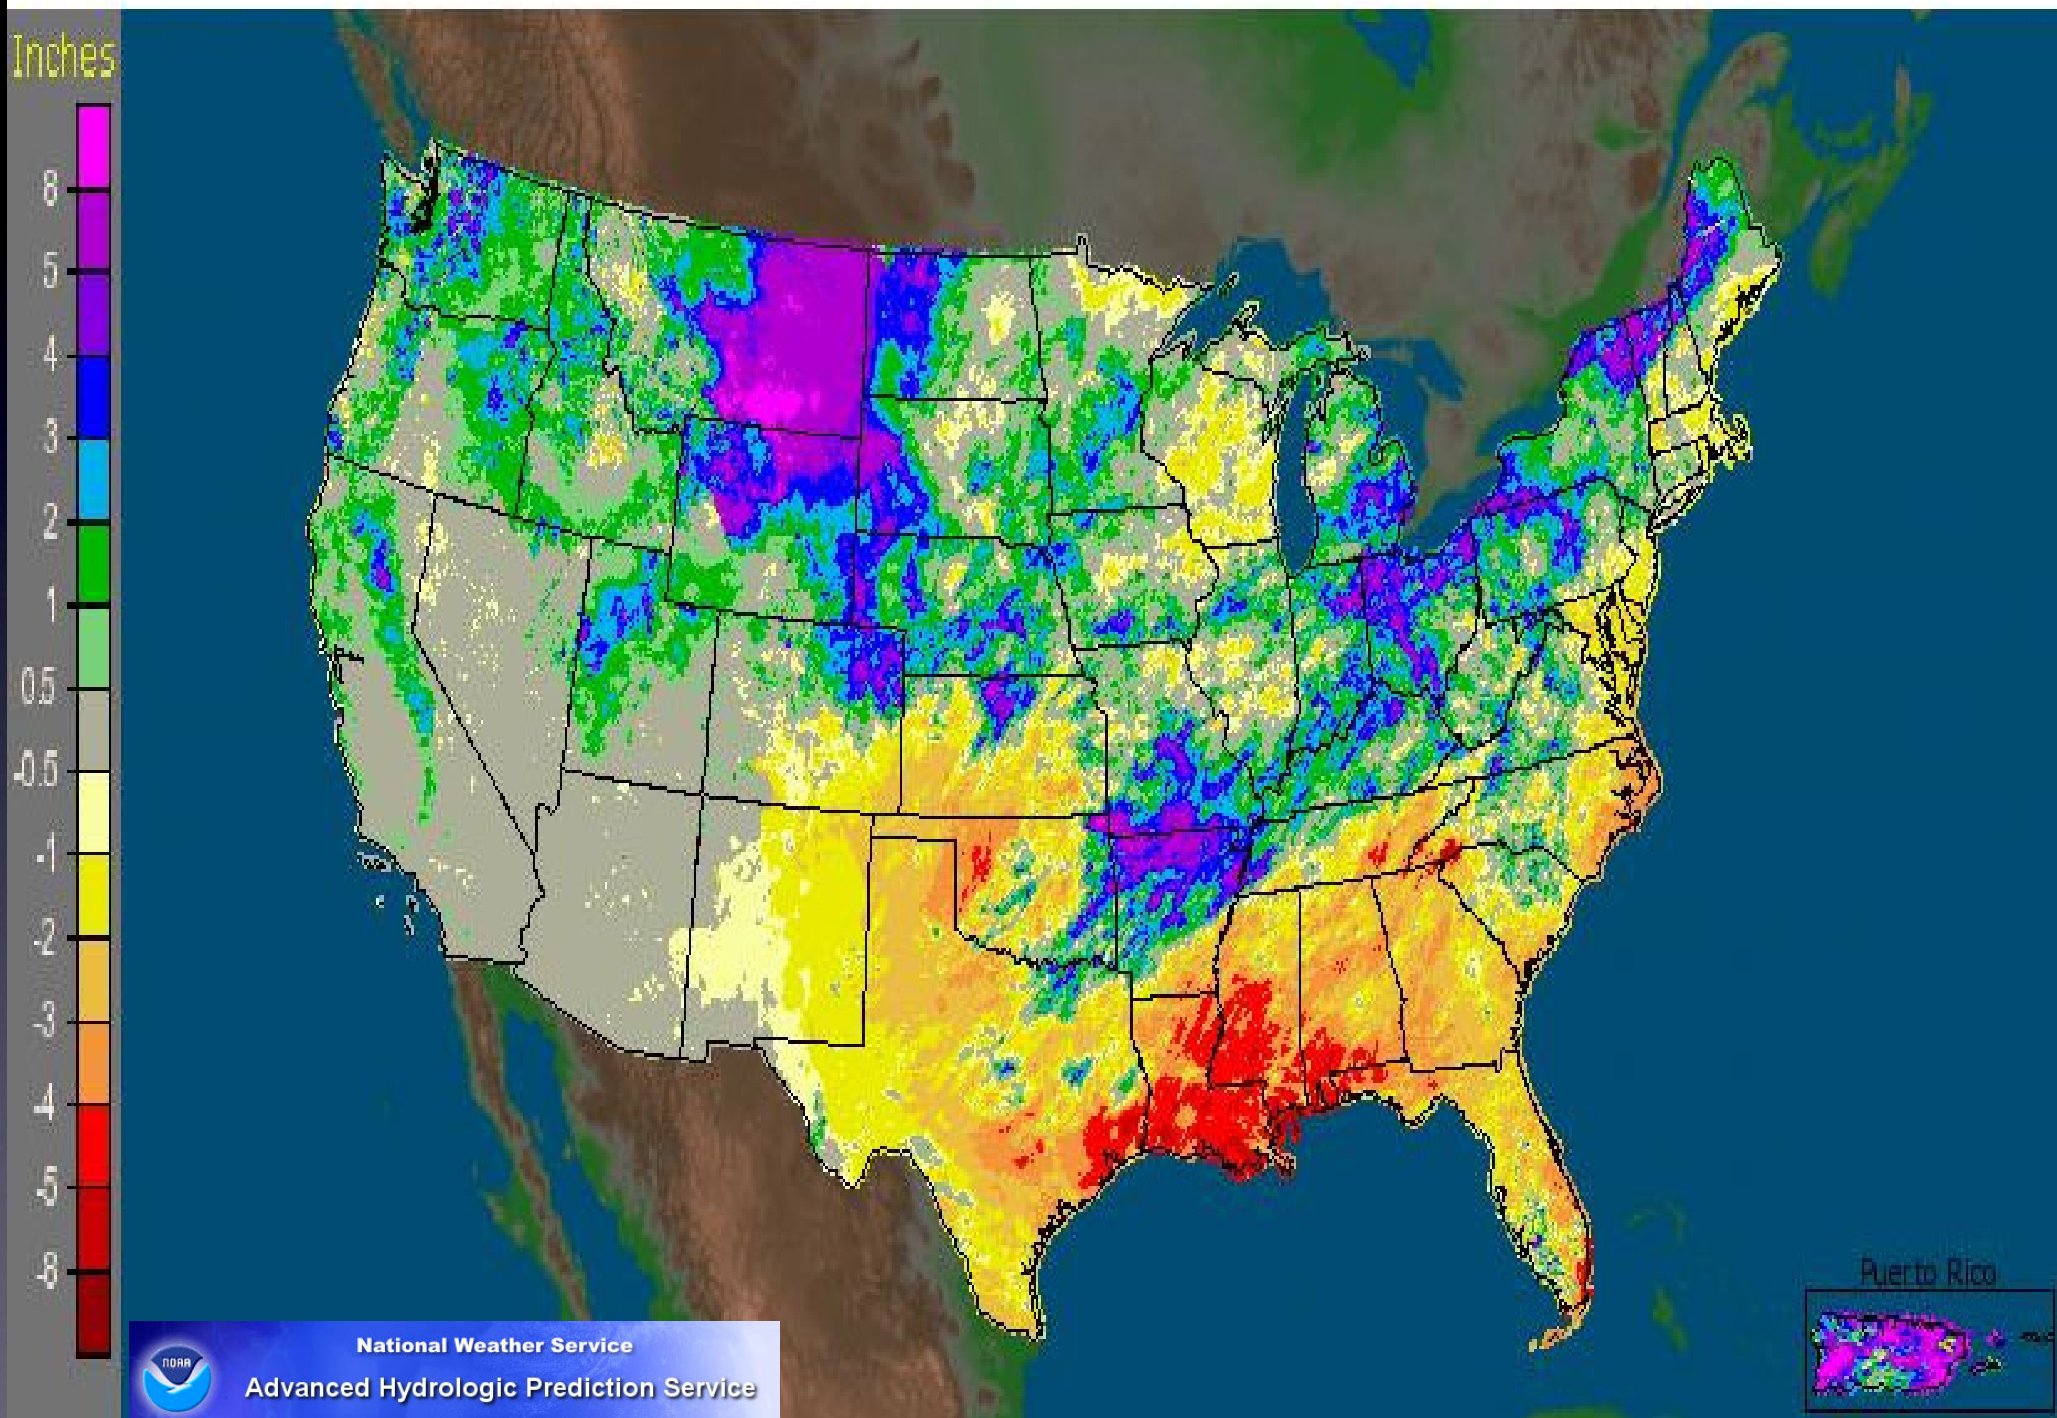 Inches
8
5
4
3
2
1
0.5
-0.5
-1
-2
-3
-4
-5
-8
Puerto Rico
NOAA
National Weather Service
Advanced Hydrologic Prediction Service